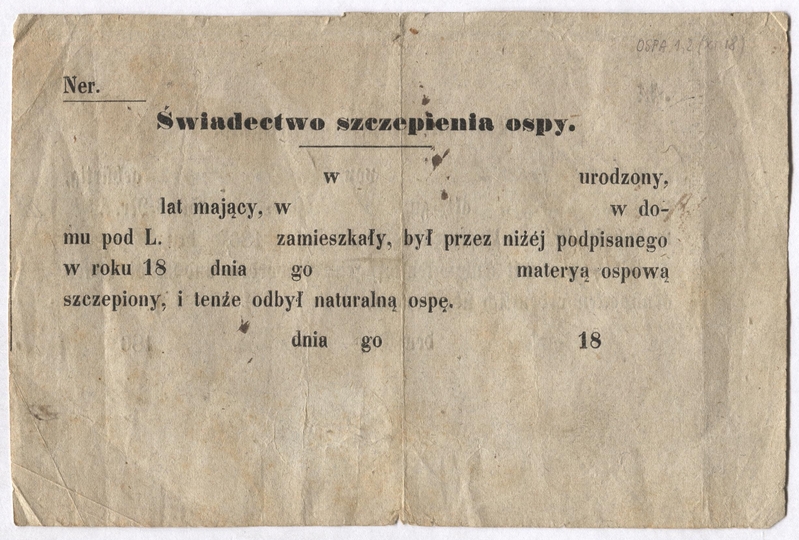 OSPA 1.2
Ner.
Świadectwo szczepienia ospy.
w urodzony,
lat mający, w w do-
mu pod L. zamieszkały, był przez niżéj podpisanego
w roku 18 dnia go materyą ospową
szczepiony, i tenże odbył naturalną ospę.
dnia go 18